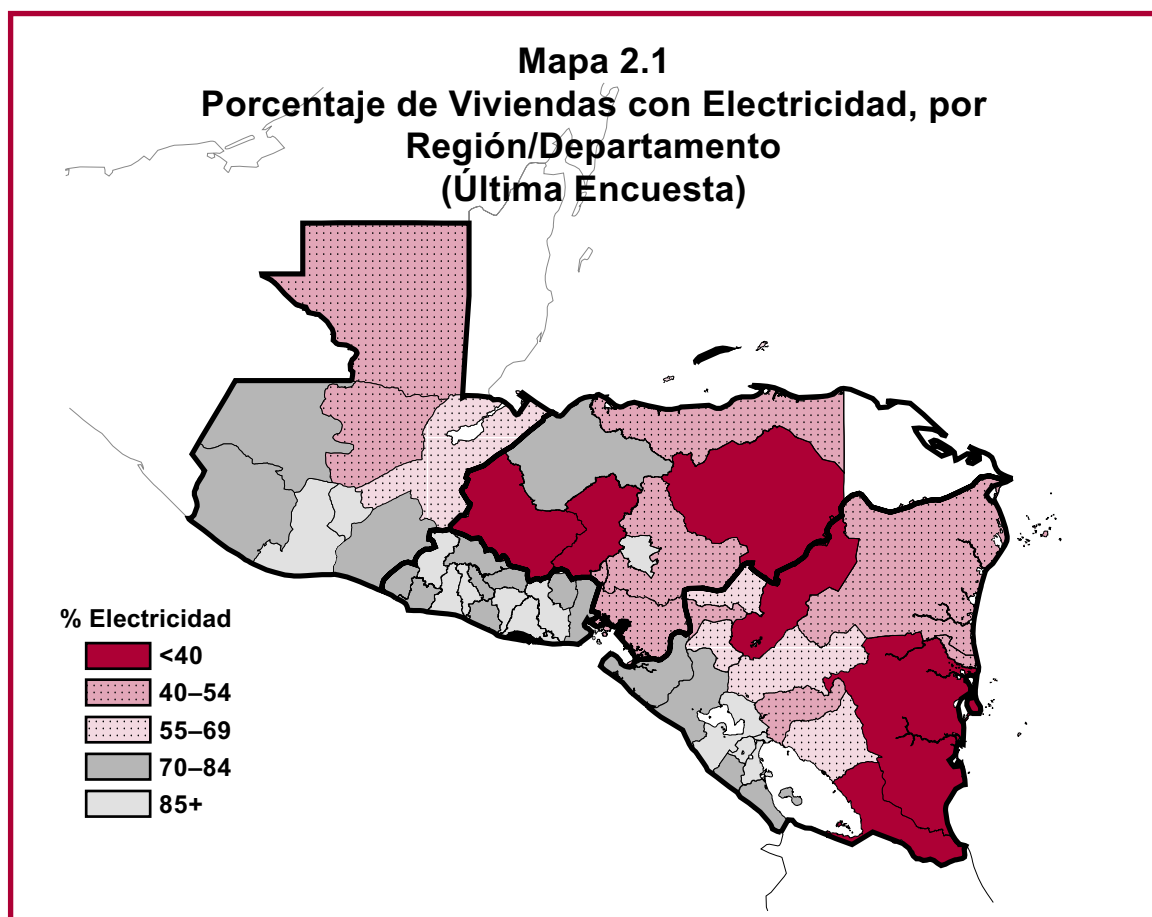 Mapa 2.1
Porcentaje de Viviendas con Electricidad, por
Región/Departamento
(Última Encuesta)
% Electricidad
<40
40–54
55–69
70–84
85+